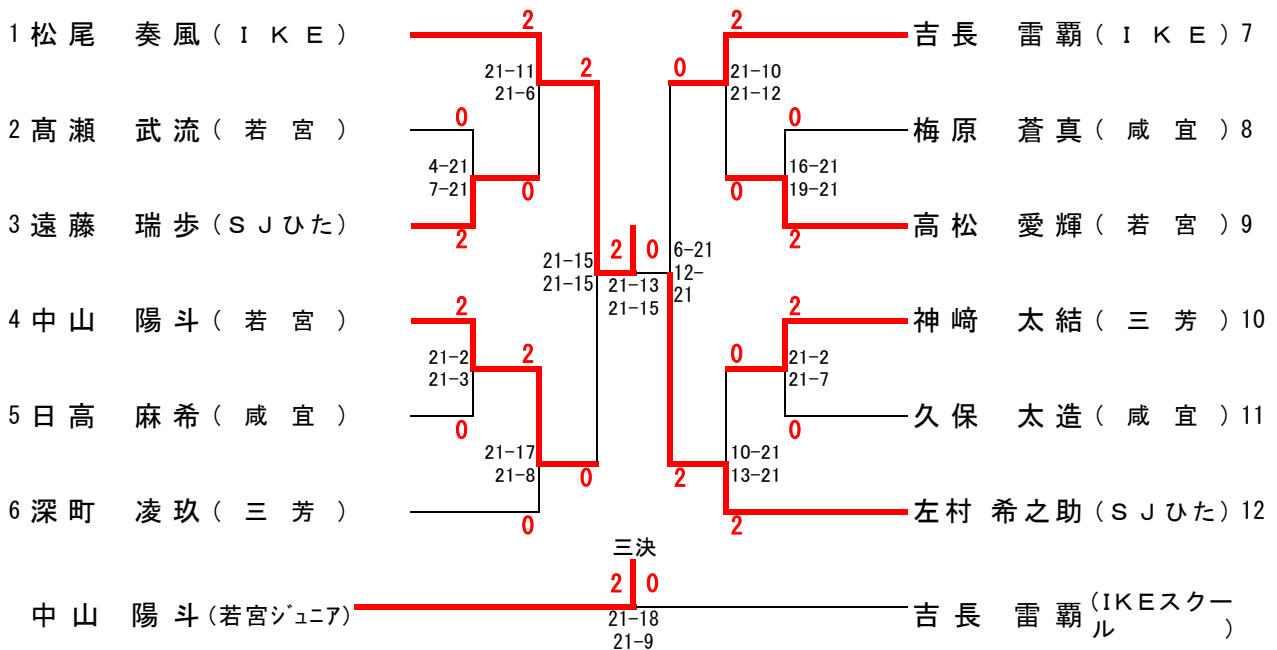 1 松尾 奏風 (IKE)
2
2
吉長 雷覇 (IKE) 7
21-11
21-6
2
0
21-10
21-12
2 髙瀬 武流 (若宮)
0
0
梅原 蒼真 (咸宜) 8
4-21
7-21
0
0
16-21
19-21
3 遠藤 瑞歩 (SJひた)
2
2
高松 愛輝 (若宮) 9
21-15
21-15
2 0
21-13
21-15
6-21
12-
21
4 中山 陽斗 (若宮)
2
2
神﨑 太結 (三芳) 10
21-2
21-3
2
0
21-2
21-7
5 日高 麻希 (咸宜)
0
0
久保 太造 (咸宜) 11
21-17
21-8
0
2
10-21
13-21
6 深町 凌玖 (三芳)
0
2
左村 希之助 (SJひた) 12
三決
2 0
中山 陽斗 (若宮ジュニア)
21-18
21-9
吉長 雷覇 (IKEスクー
ル)